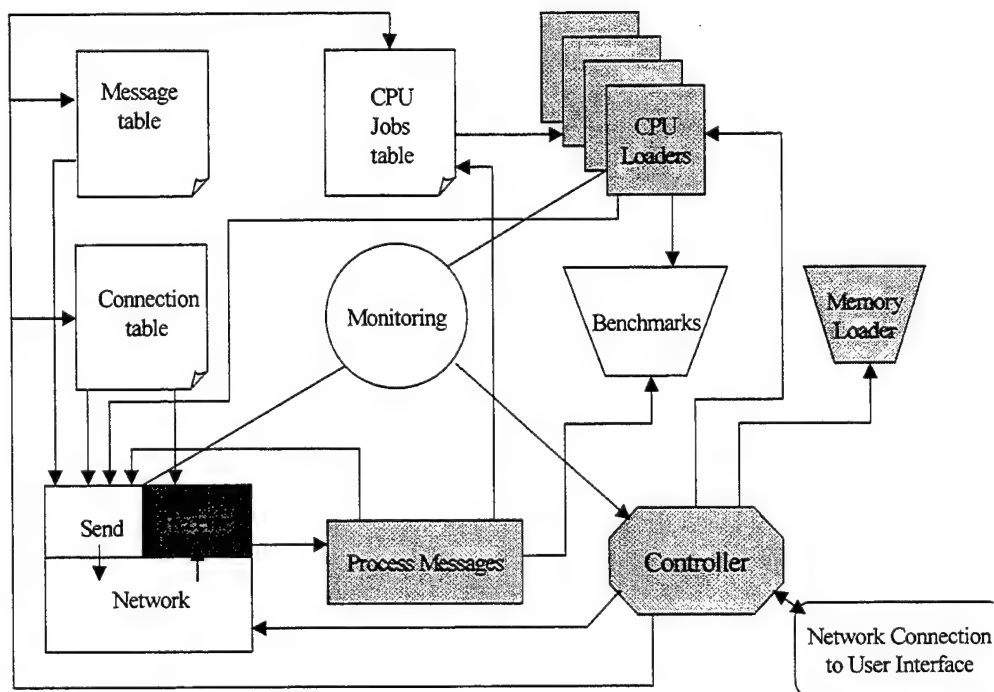 Message
table
CPU
Jobs
table
CPU
Loaders
Connection
table
Monitoring
Benchmarks
Memory
Loader
Send
Process Messages
Controller
Network
Network Connection
to User Interface